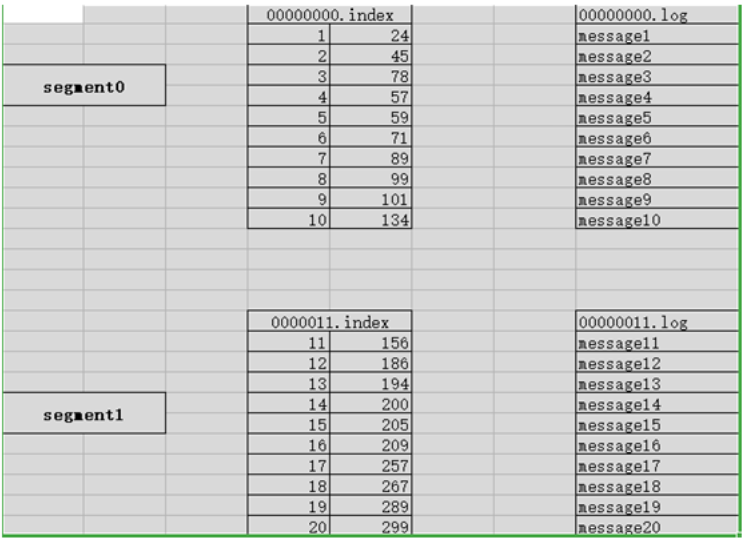 00000000.index 00000000.log
1 24 message1
2 45 message2
3 78 message3
segment0
4 57 message4
5 59 message5
6 71 message6
7 89 message7
8 99 message8
9 101 message9
10 134 message10
0000011.index 00000011.log
11 156 message11
12 186 message12
13 194 message13
14 200 message14
segment1
15 205 message15
16 209 message16
17 257 message17
18 267 message18
19 289 message19
20 299 message20